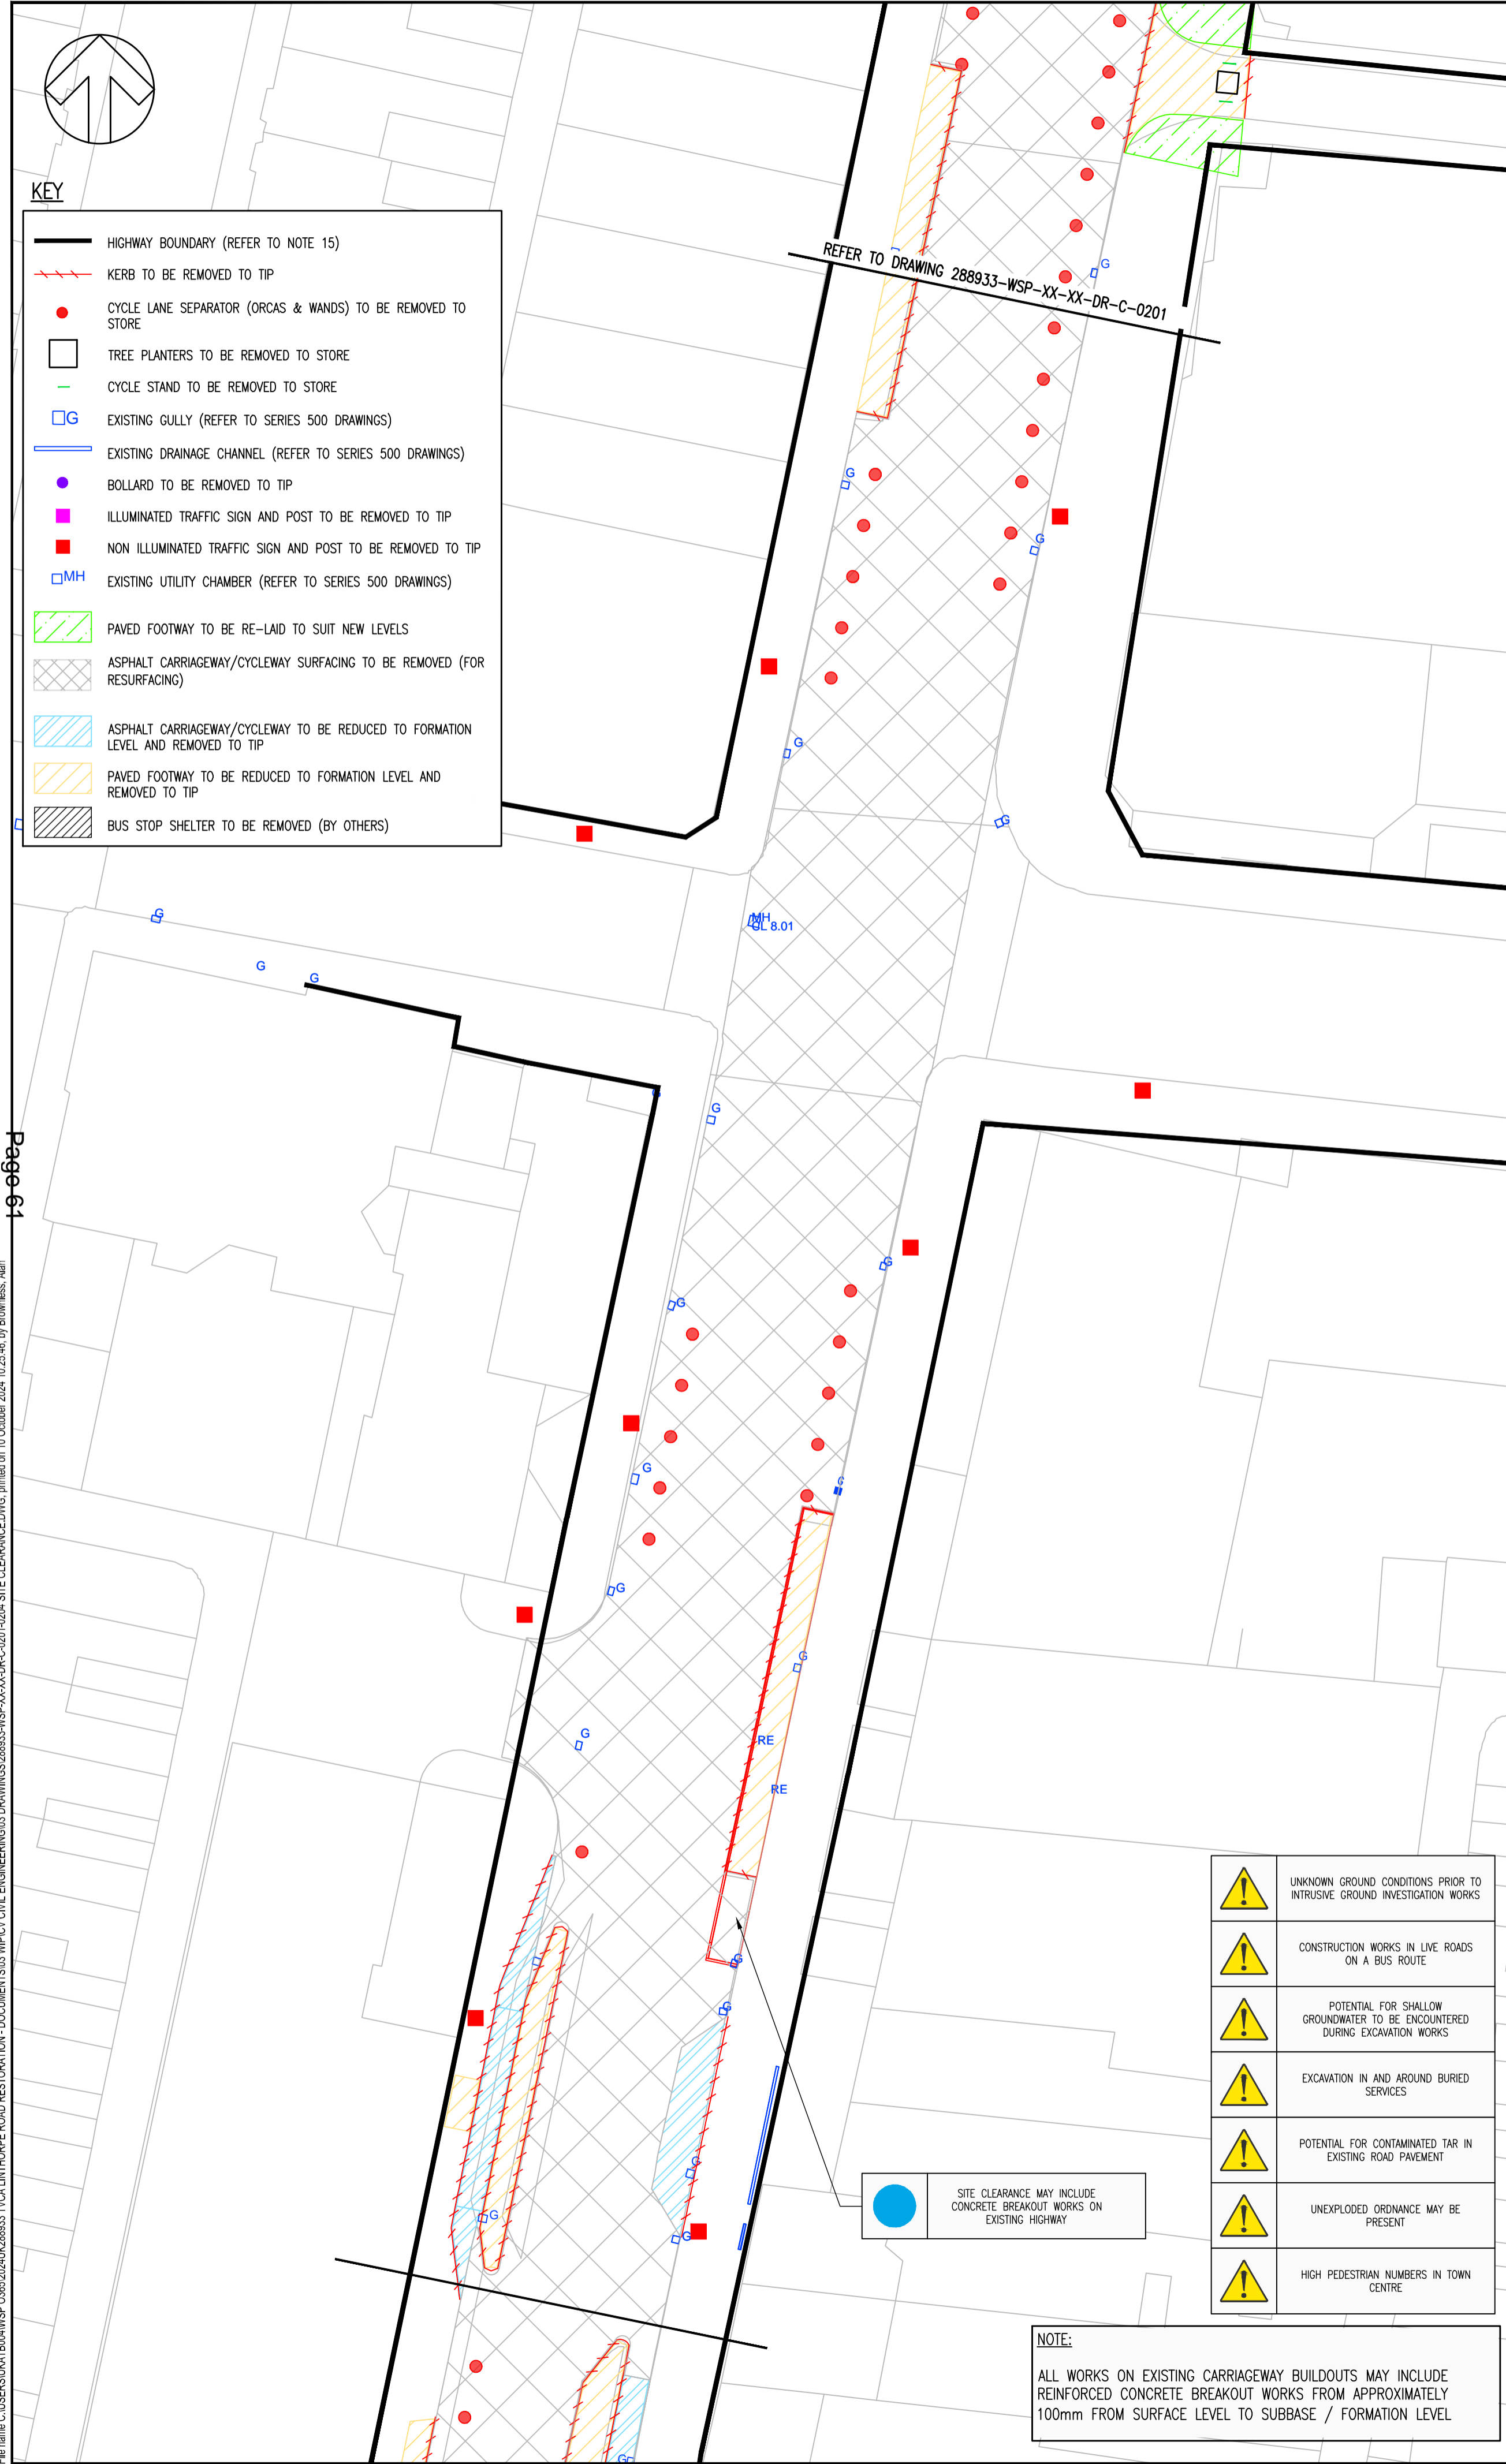 KEY
HIGHWAY BOUNDARY (REFER TO NOTE 15)
KERB TO BE REMOVED TO TIP
CYCLE LANE SEPARATOR (ORCAS & WANDS) TO BE REMOVED TO
STORE
TREE PLANTERS TO BE REMOVED TO STORE
CYCLE STAND TO BE REMOVED TO STORE
G
EXISTING GULLY (REFER TO SERIES 500 DRAWINGS)
EXISTING DRAINAGE CHANNEL (REFER TO SERIES 500 DRAWINGS)
BOLLARD TO BE REMOVED TO TIP
ILLUMINATED TRAFFIC SIGN AND POST TO BE REMOVED TO TIP
NON ILLUMINATED TRAFFIC SIGN AND POST TO BE REMOVED TO TIP
MH
EXISTING UTILITY CHAMBER (REFER TO SERIES 500 DRAWINGS)
PAVED FOOTWAY TO BE RE-LAID TO SUIT NEW LEVELS
ASPHALT CARRIAGEWAY/CYCLEWAY SURFACING TO BE REMOVED (FOR
RESURFACING)
ASPHALT CARRIAGEWAY/CYCLEWAY TO BE REDUCED TO FORMATION
LEVEL AND REMOVED TO TIP
PAVED FOOTWAY TO BE REDUCED TO FORMATION LEVEL AND
REMOVED TO TIP
BUS STOP SHELTER TO BE REMOVED (BY OTHERS)
REFER TO DRAWING 288933-WSP-XX-XX-DR-C-0201
G
G
G
G
G
G
MH
CL 8.01
G
G
G
G
G
G
G
G
G
G
G
G
G
RE
RE
G
G
G
G
G
G
Page 61
UNKNOWN GROUND CONDITIONS PRIOR TO
INTRUSIVE GROUND INVESTIGATION WORKS
CONSTRUCTION WORKS IN LIVE ROADS
ON A BUS ROUTE
POTENTIAL FOR SHALLOW
GROUNDWATER TO BE ENCOUNTERED
DURING EXCAVATION WORKS
EXCAVATION IN AND AROUND BURIED
SERVICES
POTENTIAL FOR CONTAMINATED TAR IN
EXISTING ROAD PAVEMENT
UNEXPLODED ORDNANCE MAY BE
PRESENT
HIGH PEDESTRIAN NUMBERS IN TOWN
CENTRE
SITE CLEARANCE MAY INCLUDE
CONCRETE BREAKOUT WORKS ON
EXISTING HIGHWAY
NOTE:
ALL WORKS ON EXISTING CARRIAGEWAY BUILDOUTS MAY INCLUDE
REINFORCED CONCRETE BREAKOUT WORKS FROM APPROXIMATELY
100mm FROM SURFACE LEVEL TO SUBBASE / FORMATION LEVEL